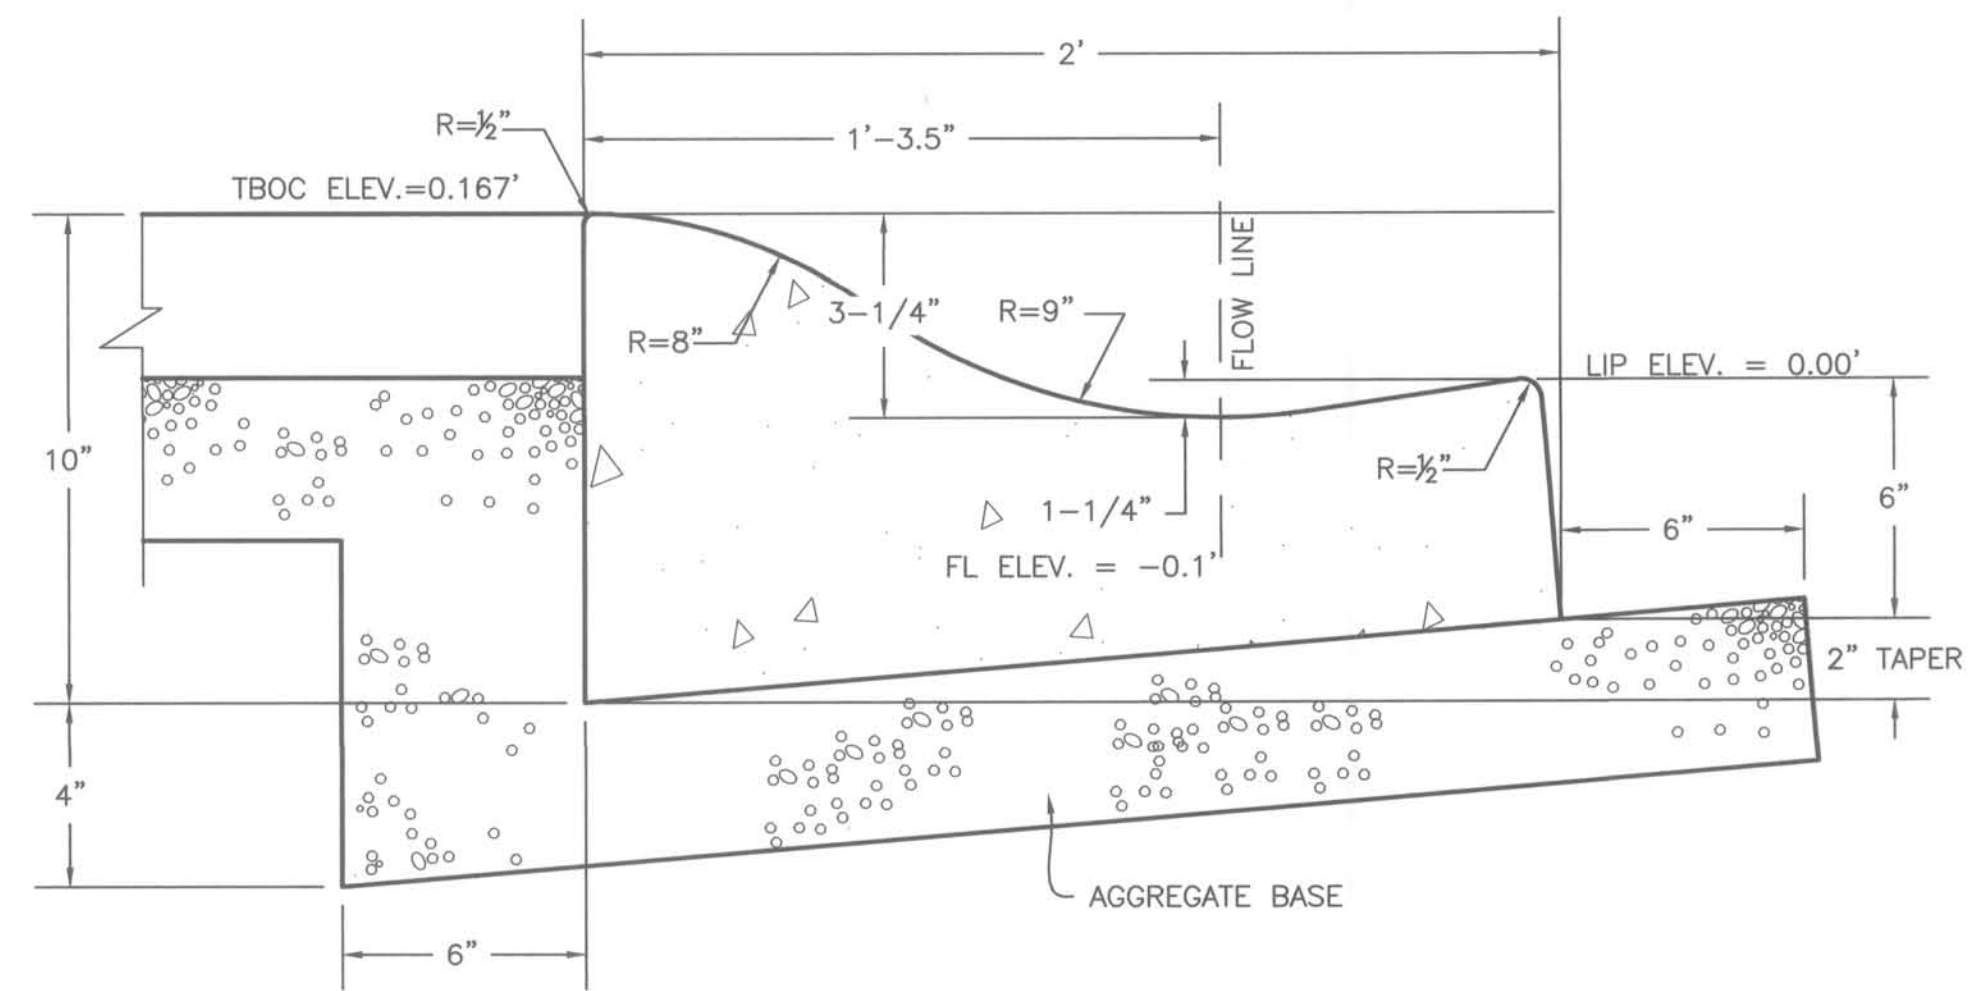 2'
R=½"
1'-3.5"
TBOC ELEV.=0.167'
FLOW LINE
3-1/4"
R=9"
R=8"
LIP ELEV. = 0.00'
10"
R=½"
6"
1-1/4"
6"
FL ELEV. = -0.1'
2" TAPER
4"
AGGREGATE BASE
6"